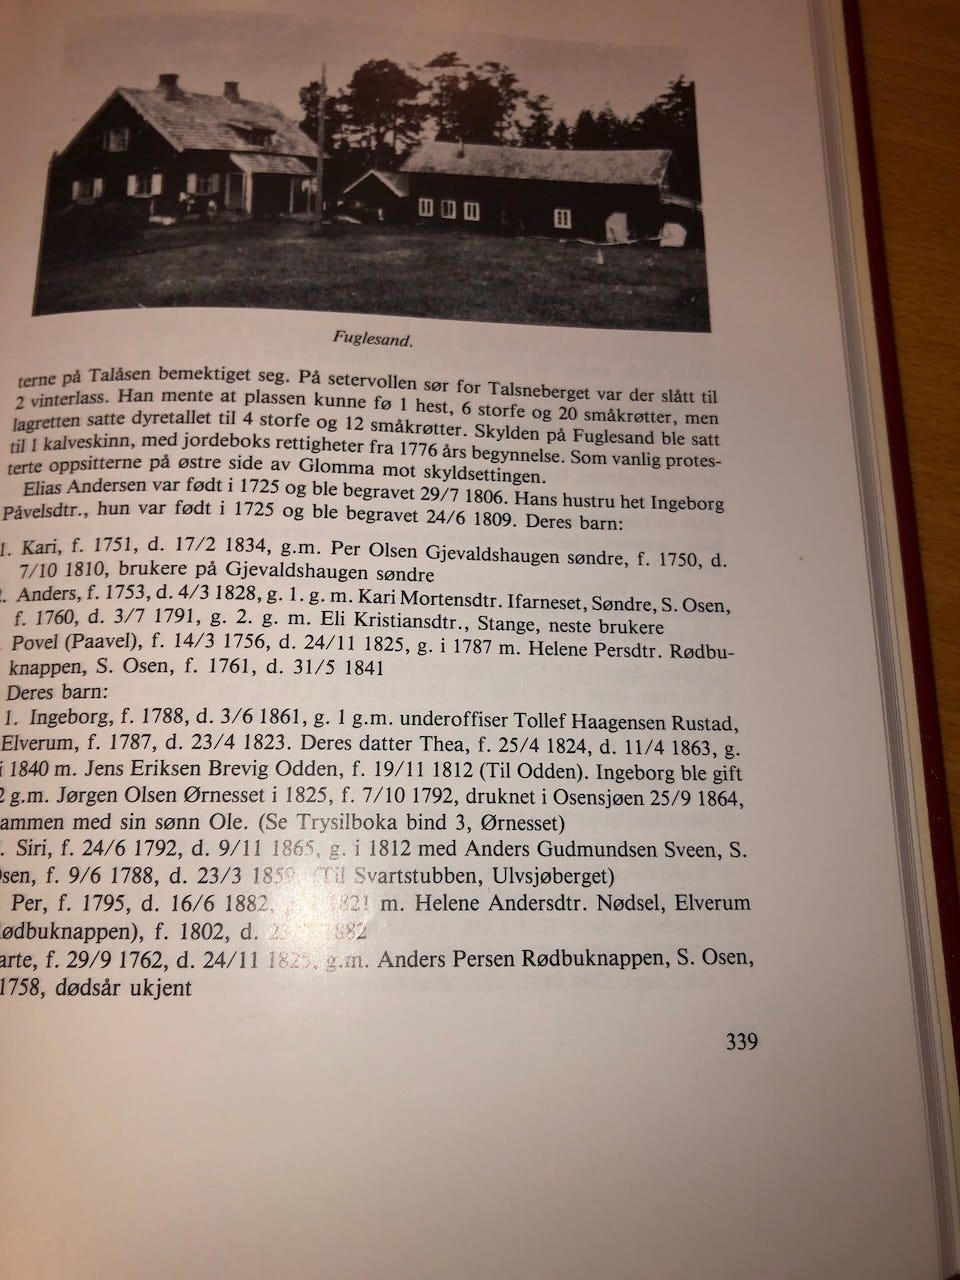 Fuglesand.
terne på Talåsen bemektiget seg. På setervollen sør for Talsneberget var der slått til
2 vinterlass. Han mente at plassen kunne fø 1 hest, 6 storfe og 20 småkrøtter, men
lagretten satte dyretallet til 4 storfe og 12 småkrøtter. Skylden på Fuglesand ble satt
til 1 kalveskinn, med jordeboks rettigheter fra 1776 års begynnelse. Som vanlig protes-
terte oppsitterne på østre side av Glomma mot skyldsettingen.
Elias Andersen var født i 1725 og ble begravet 29/7 1806. Hans hustru het Ingeborg
Påvelsdtr., hun var født i 1725 og ble begravet 24/6 1809. Deres barn:
1. Kari, f. 1751, d. 17/2 1834, g.m. Per Olsen Gjevaldshaugen søndre, f. 1750, d.
7/10 1810, brukere på Gjevaldshaugen søndre
. Anders, f. 1753, d. 4/3 1828, g. 1. g. m. Kari Mortensdtr. Ifarneset, Søndre, S. Osen,
f. 1760, d. 3/7 1791, g. 2. g. m. Eli Kristiansdtr., Stange, neste brukere
Povel (Paavel), f. 14/3 1756, d. 24/11 1825, g. i 1787 m. Helene Persdtr. Rødbu-
knappen, S. Osen, f. 1761, d. 31/5 1841
Deres barn:
1. Ingeborg, f. 1788, d. 3/6 1861, g. 1 g.m. underoffiser Tollef Haagensen Rustad,
Elverum, f. 1787, d. 23/4 1823. Deres datter Thea, f. 25/4 1824, d. 11/4 1863, g.
i 1840 m. Jens Eriksen Brevig Odden, f. 19/11 1812 (Til Odden). Ingeborg ble gift
2 g.m. Jørgen Olsen Ørnesset i 1825, f. 7/10 1792, druknet i Osensjøen 25/9 1864,
ammen med sin sønn Ole. (Se Trysilboka bind 3, Ørnesset)
. Siri, f. 24/6 1792, d. 9/11 1865, g. i 1812 med Anders Gudmundsen Sveen, S.
Osen, f. 9/6 1788, d. 23/3 (Til Svartstubben, Ulvsjøberget)
Per, f. 1795, d. 16/6 1882, 1821 m. Helene Andersdtr. Nødsel, Elverum
ødbuknappen), f. 1802, d. 1882
arte, f. 29/9 1762, d. 24/11 1825, g.m. Anders Persen Rødbuknappen, S. Osen,
1758, dødsår ukjent
339